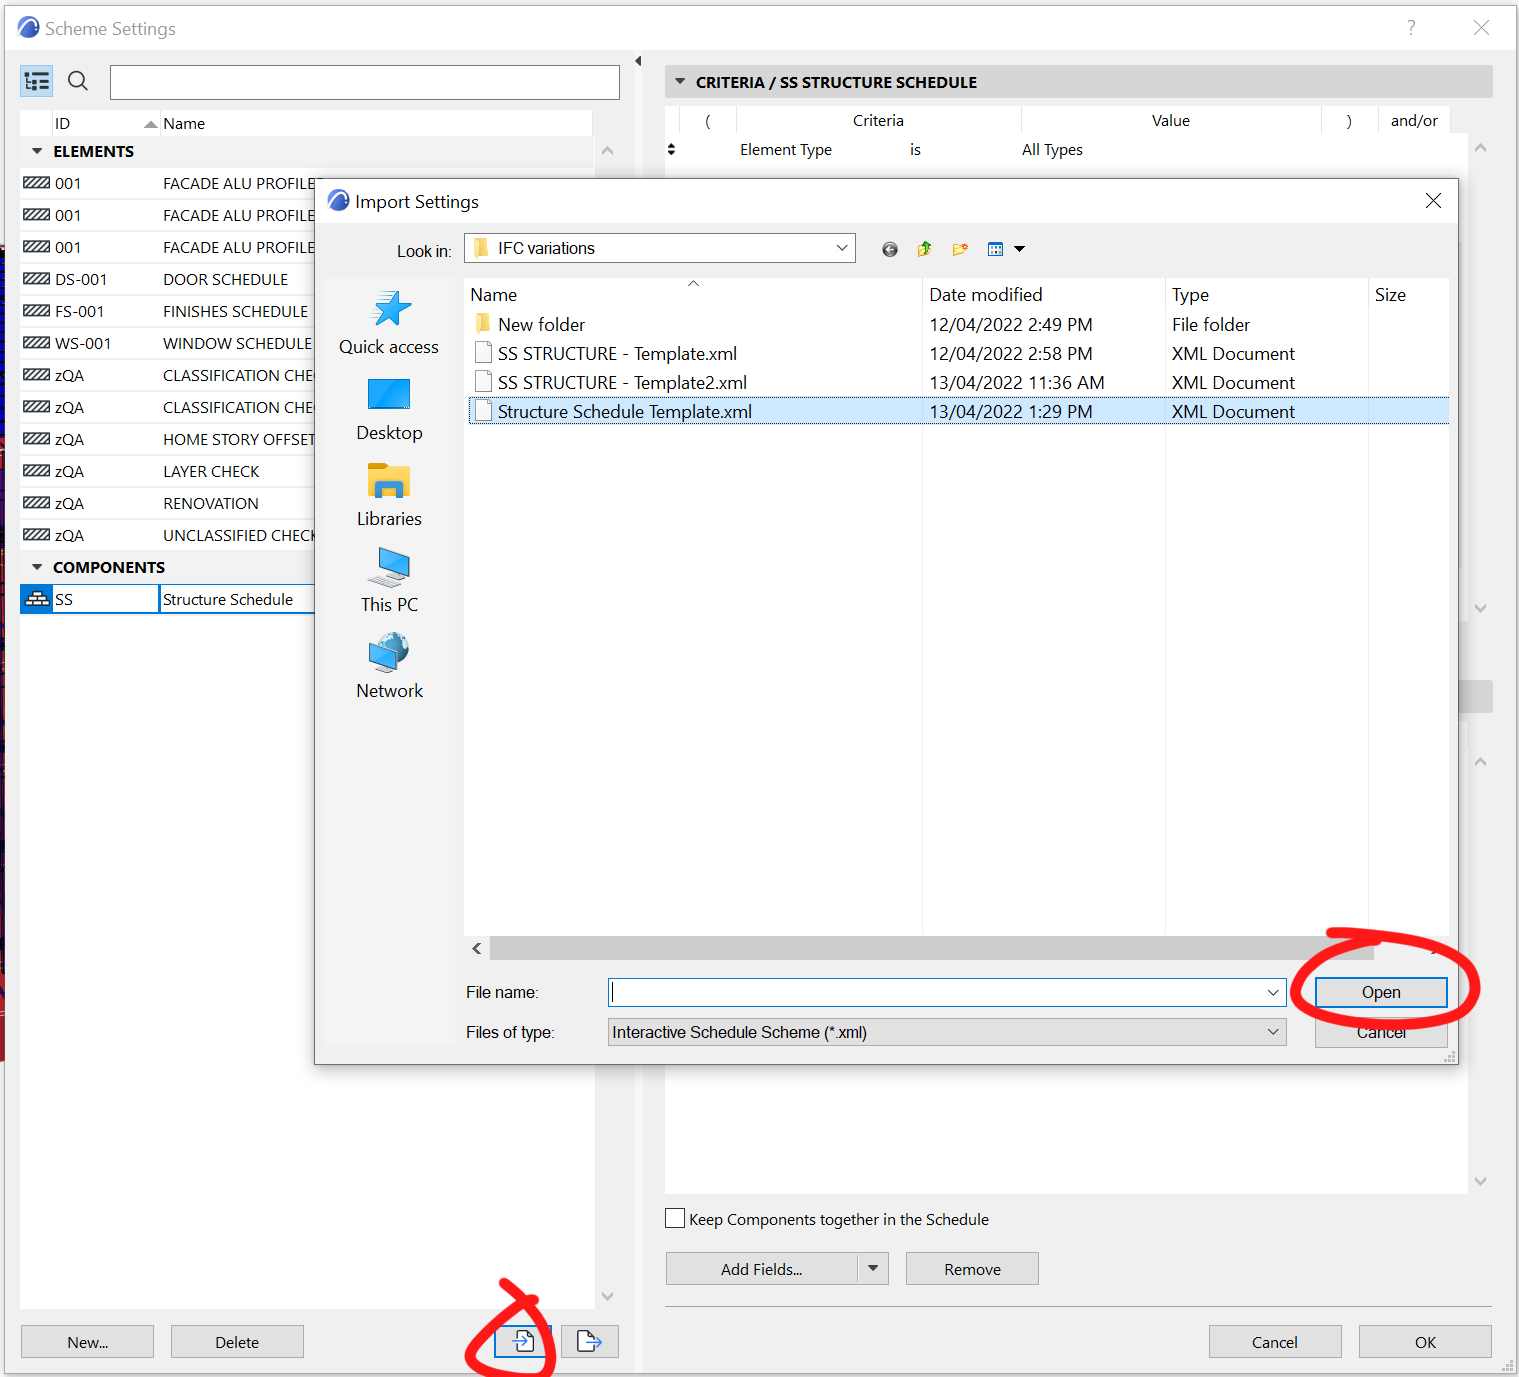 Scheme Settings
?
ID Name
ELEMENTS
001 FACADE ALU PROFILE
001 FACADE ALU PROFILE
001 FACADE ALU PROFILE
DS-001 DOOR SCHEDULE
FS-001 FINISHES SCHEDULE
WS-001 WINDOW SCHEDULE
zQA CLASSIFICATION CHE
zQA CLASSIFICATION CHE
zQA HOME STORY OFFSET
zQA LAYER CHECK
zQA RENOVATION
zQA UNCLASSIFIED CHECK
COMPONENTS
SS Structure Schedule
New...
Delete
CRITERIA / SS STRUCTURE SCHEDULE
( Criteria Value ) and/or
Element Type is All Types
Import Settings
Look in: IFC variations
Quick access
Desktop
Libraries
This PC
Network
Name Date modified Type Size
New folder 12/04/2022 2:49 PM File folder
SS STRUCTURE - Template.xml 12/04/2022 2:58 PM XML Document
SS STRUCTURE - Template2.xml 13/04/2022 11:36 AM XML Document
Structure Schedule Template.xml 13/04/2022 1:29 PM XML Document
File name:
Open
Files of type: Interactive Schedule Scheme (*.xml)
Cancel
Keep Components together in the Schedule
Add Fields...
Remove
Cancel
OK